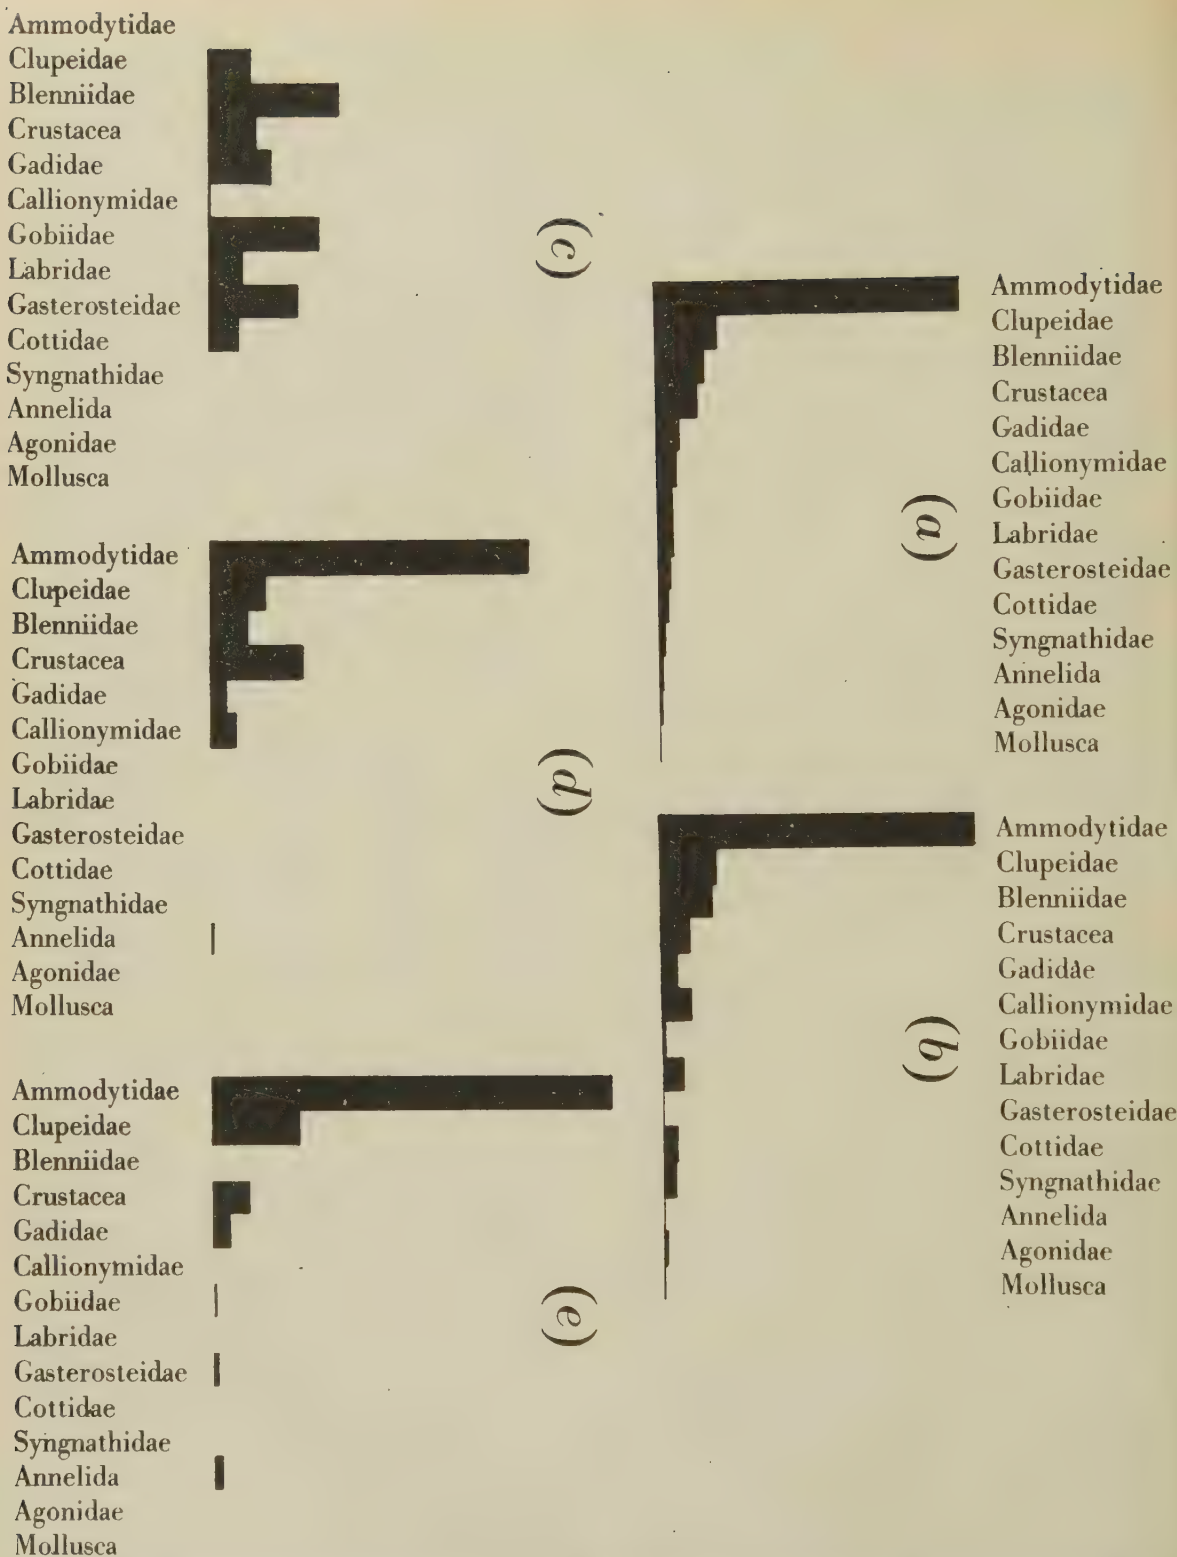 Ammodytidae
Clupeidae
Blenniidae
Crustacea
Gadidae
Callionymidae
Gobiidae
Labridae
Gasterosteidae
Cottidae
Syngnathidae
Annelida
Agonidae
Mollusca
(c)
Ammodytidae
Clupeidae
Blenniidae
Crustacea
Gadidae
Callionymidae
Gobiidae
Labridae
Gasterosteidae
Cottidae
Syngnathidae
Annelida
Agonidae
Mollusca
(d)
Ammodytidae
Clupeidae
Blenniidae
Crustacea
Gadidae
Callionymidae
Gobiidae
Labridae
Gasterosteidae
Cottidae
Syngnathidae
Annelida
Agonidae
Mollusca
(e)
Ammodytidae
Clupeidae
Blenniidae
Crustacea
Gadidae
Callionymidae
Gobiidae
Labridae
Gasterosteidae
Cottidae
Syngnathidae
Annelida
Agonidae
Mollusca
(a)
Ammodytidae
Clupeidae
Blenniidae
Crustacea
Gadidae
Callionymidae
Gobiidae
Labridae
Gasterosteidae
Cottidae
Syngnathidae
Annelida
Agonidae
Mollusca
(b)